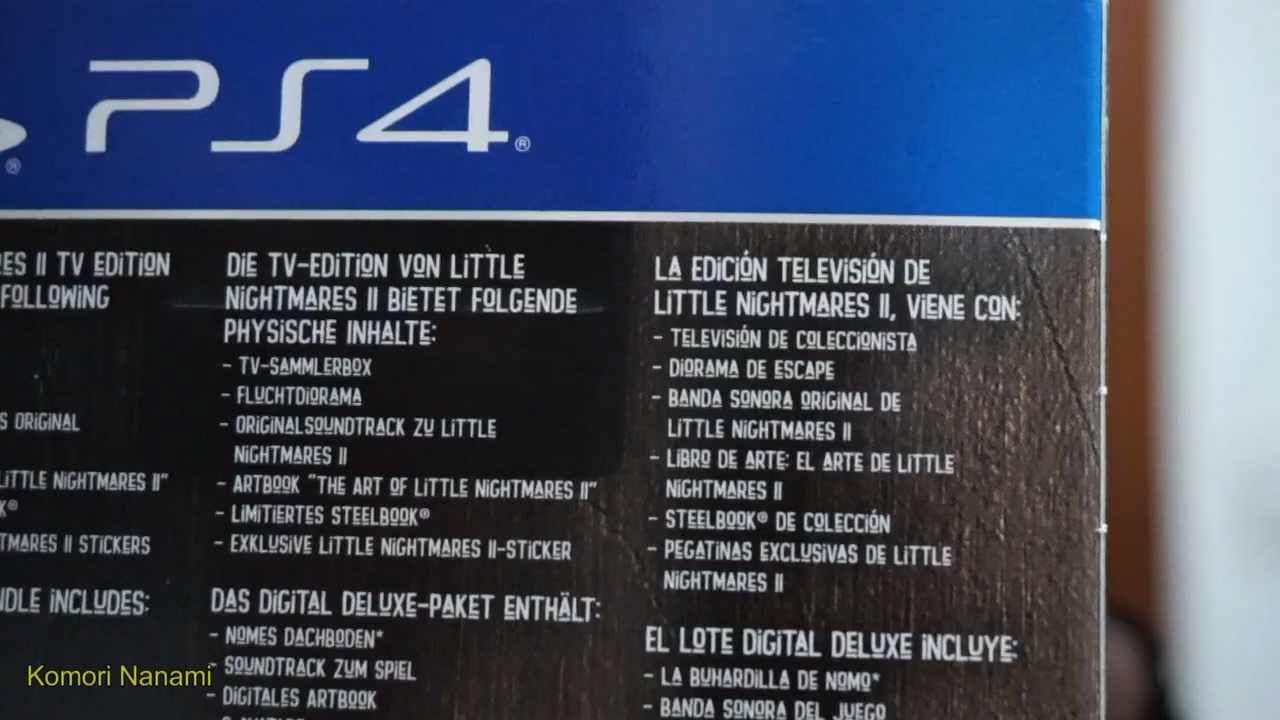 PS4®
®
ES II TV EDITION
FOLLOWING
S ORIGINAL
LITTLE NIGHTMARES II"
K®
TMARES II STICKERS
NDLE INCLUDES:
DIE TV-EDITION VON LITTLE
NIGHTMARES II BIETET FOLGENDE
PHYSISCHE INHALTE:
- TV-SAMMLERBOX
- FLUCHTDIORAMA
- ORIGINALSOUNDTRACK ZU LITTLE
NIGHTMARES II
- ARTBOOK "THE ART OF LITTLE NIGHTMARES II"
- LIMITIERTES STEELBOOK®
- EXKLUSIVE LITTLE NIGHTMARES II-STICKER
DAS DIGITAL DELUXE-PAKET ENTHÄLT:
- NOMES DACHBODEN*
- SOUNDTRACK ZUM SPIEL
- DIGITALES ARTBOOK
LA EDICIÓN TELEVISIÓN DE
LITTLE NIGHTMARES II, VIENE CON:
- TELEVISIÓN DE COLECCIONISTA
- DIORAMA DE ESCAPE
- BANDA SONORA ORIGINAL DE
LITTLE NIGHTMARES II
- LIBRO DE ARTE: EL ARTE DE LITTLE
NIGHTMARES II
- STEELBOOK® DE COLECCIÓN
- PEGATINAS EXCLUSIVAS DE LITTLE
NIGHTMARES II
EL LOTE DIGITAL DELUXE INCLUYE:
- LA BUHARDILLA DE NOMO*
- BANDA SONORA DEL JUEGO
Komori Nanami